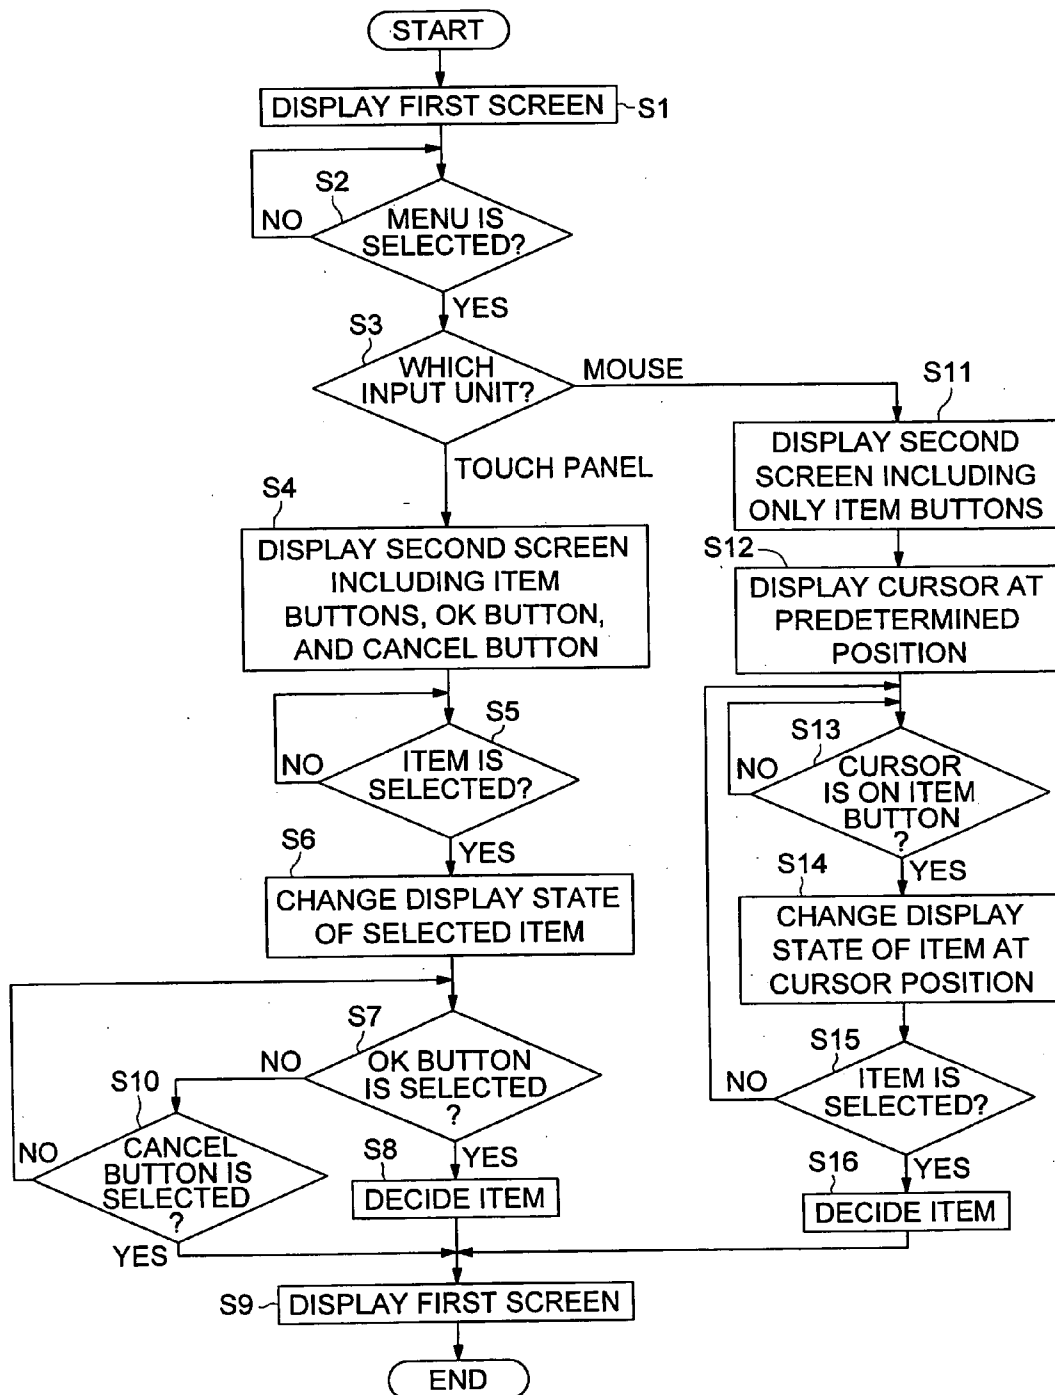 START
DISPLAY FIRST SCREEN
S1
S2
NO
MENU IS
SELECTED?
YES
S3
WHICH
INPUT UNIT?
MOUSE
TOUCH PANEL
S4
DISPLAY SECOND SCREEN
INCLUDING ITEM
BUTTONS, OK BUTTON,
AND CANCEL BUTTON
S5
NO
ITEM IS
SELECTED?
YES
S6
CHANGE DISPLAY STATE
OF SELECTED ITEM
S7
NO
OK BUTTON
IS SELECTED
?
YES
S10
NO
CANCEL
BUTTON IS
SELECTED
?
YES
S8
DECIDE ITEM
S11
DISPLAY SECOND
SCREEN INCLUDING
ONLY ITEM BUTTONS
S12
DISPLAY CURSOR AT
PREDETERMINED
POSITION
S13
NO
CURSOR
IS ON ITEM
BUTTON
?
YES
S14
CHANGE DISPLAY
STATE OF ITEM AT
CURSOR POSITION
S15
NO
ITEM IS
SELECTED?
YES
S16
DECIDE ITEM
S9
DISPLAY FIRST SCREEN
END